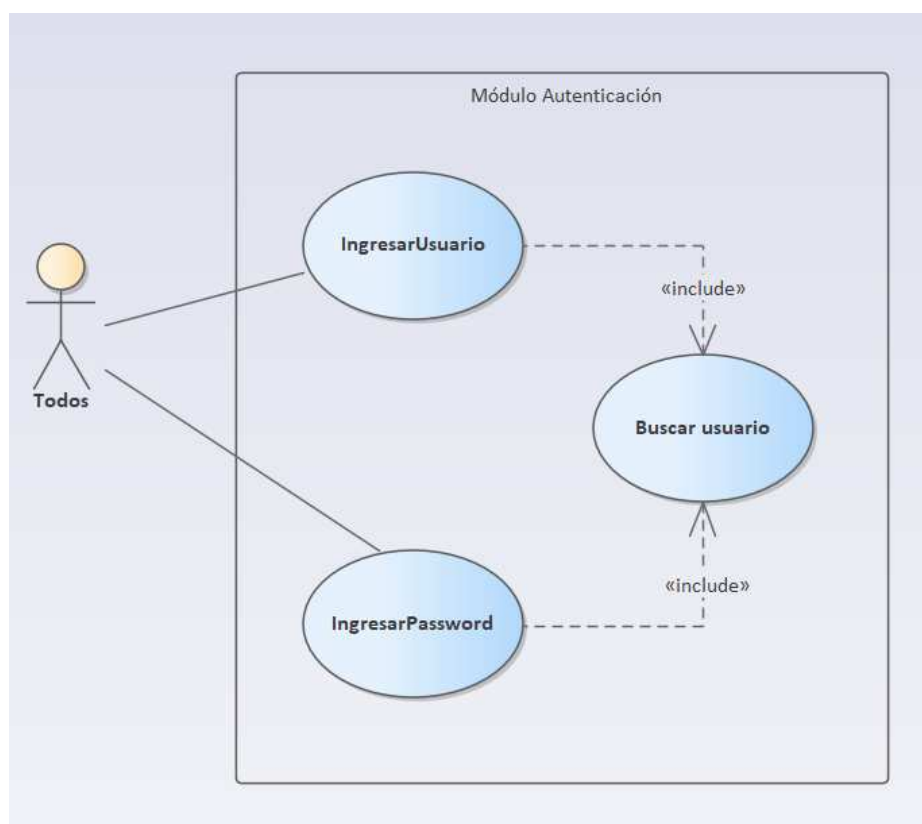 Módulo Autenticación
IngresarUsuario
«include»
Todos
Buscar usuario
«include»
IngresarPassword